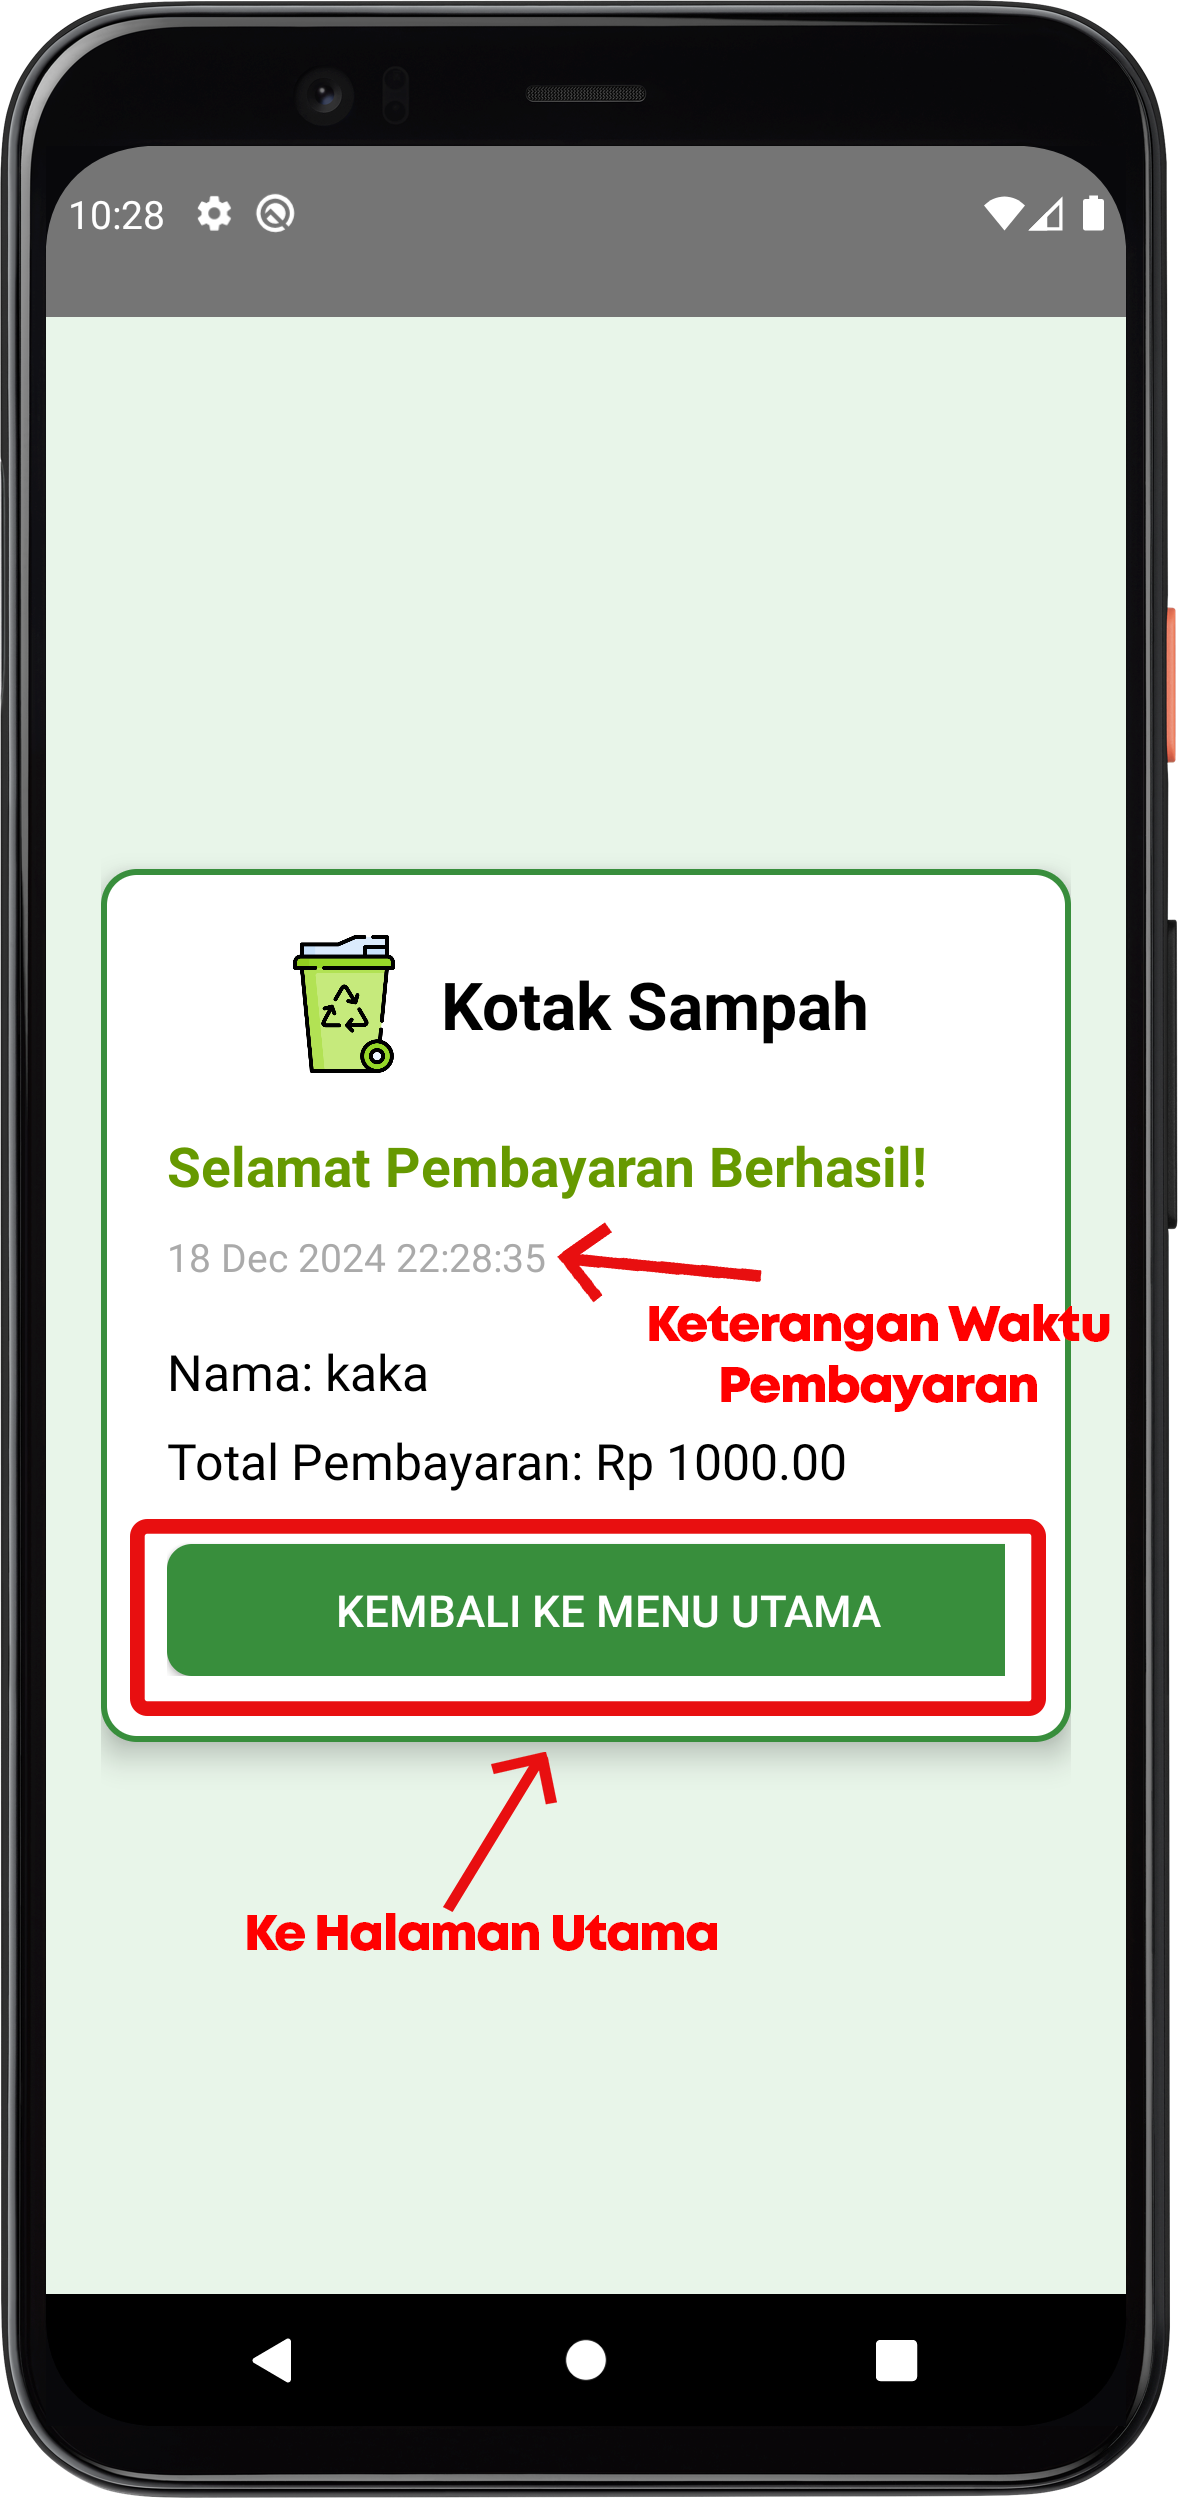 10:28
Kotak Sampah
Selamat Pembayaran Berhasil!
18 Dec 2024 22:28:35
Keterangan Waktu
Pembayaran
Nama: kaka
Total Pembayaran: Rp 1000.00
KEMBALI KE MENU UTAMA
Ke Halaman Utama